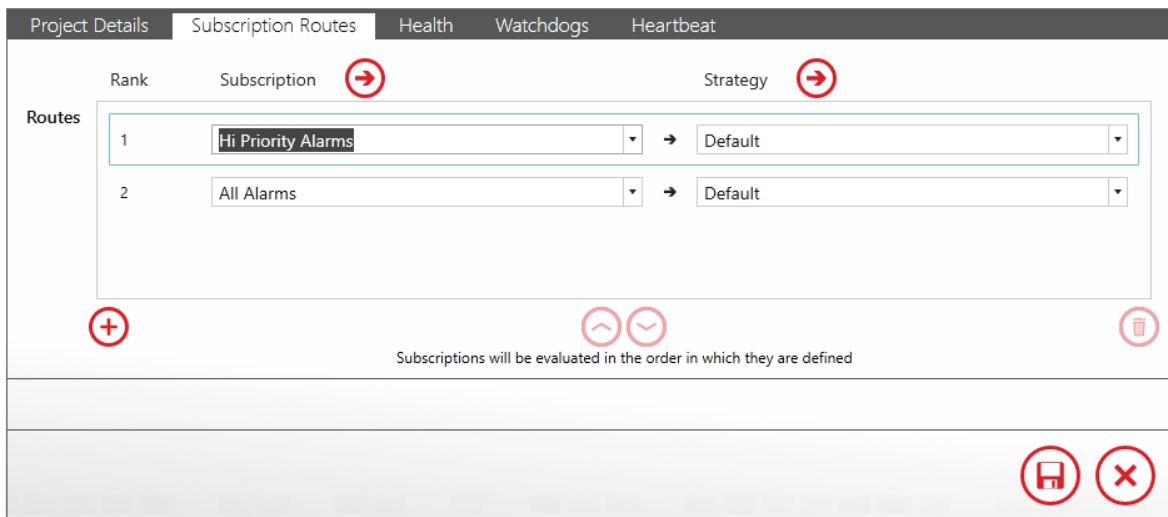 Project Details Subscription Routes Health Watchdogs Heartbeat
Rank Subscription Strategy
Routes
1 Hi Priority Alarms Default
2 All Alarms Default
Subscriptions will be evaluated in the order in which they are defined